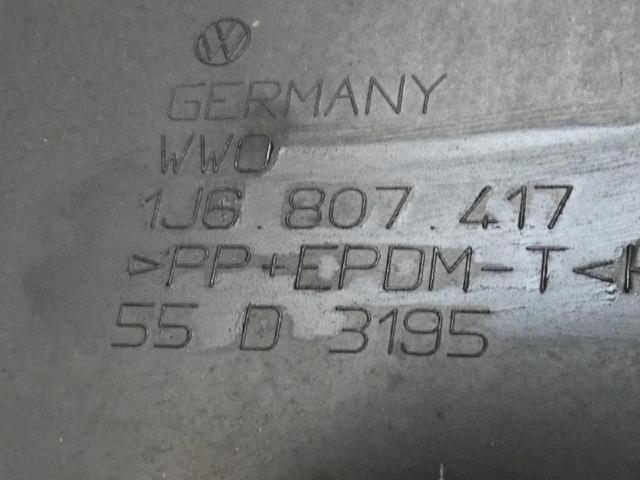 GERMANY
WWO
1J6.807.417
>PP+EPDM-T<H
55 D 3195